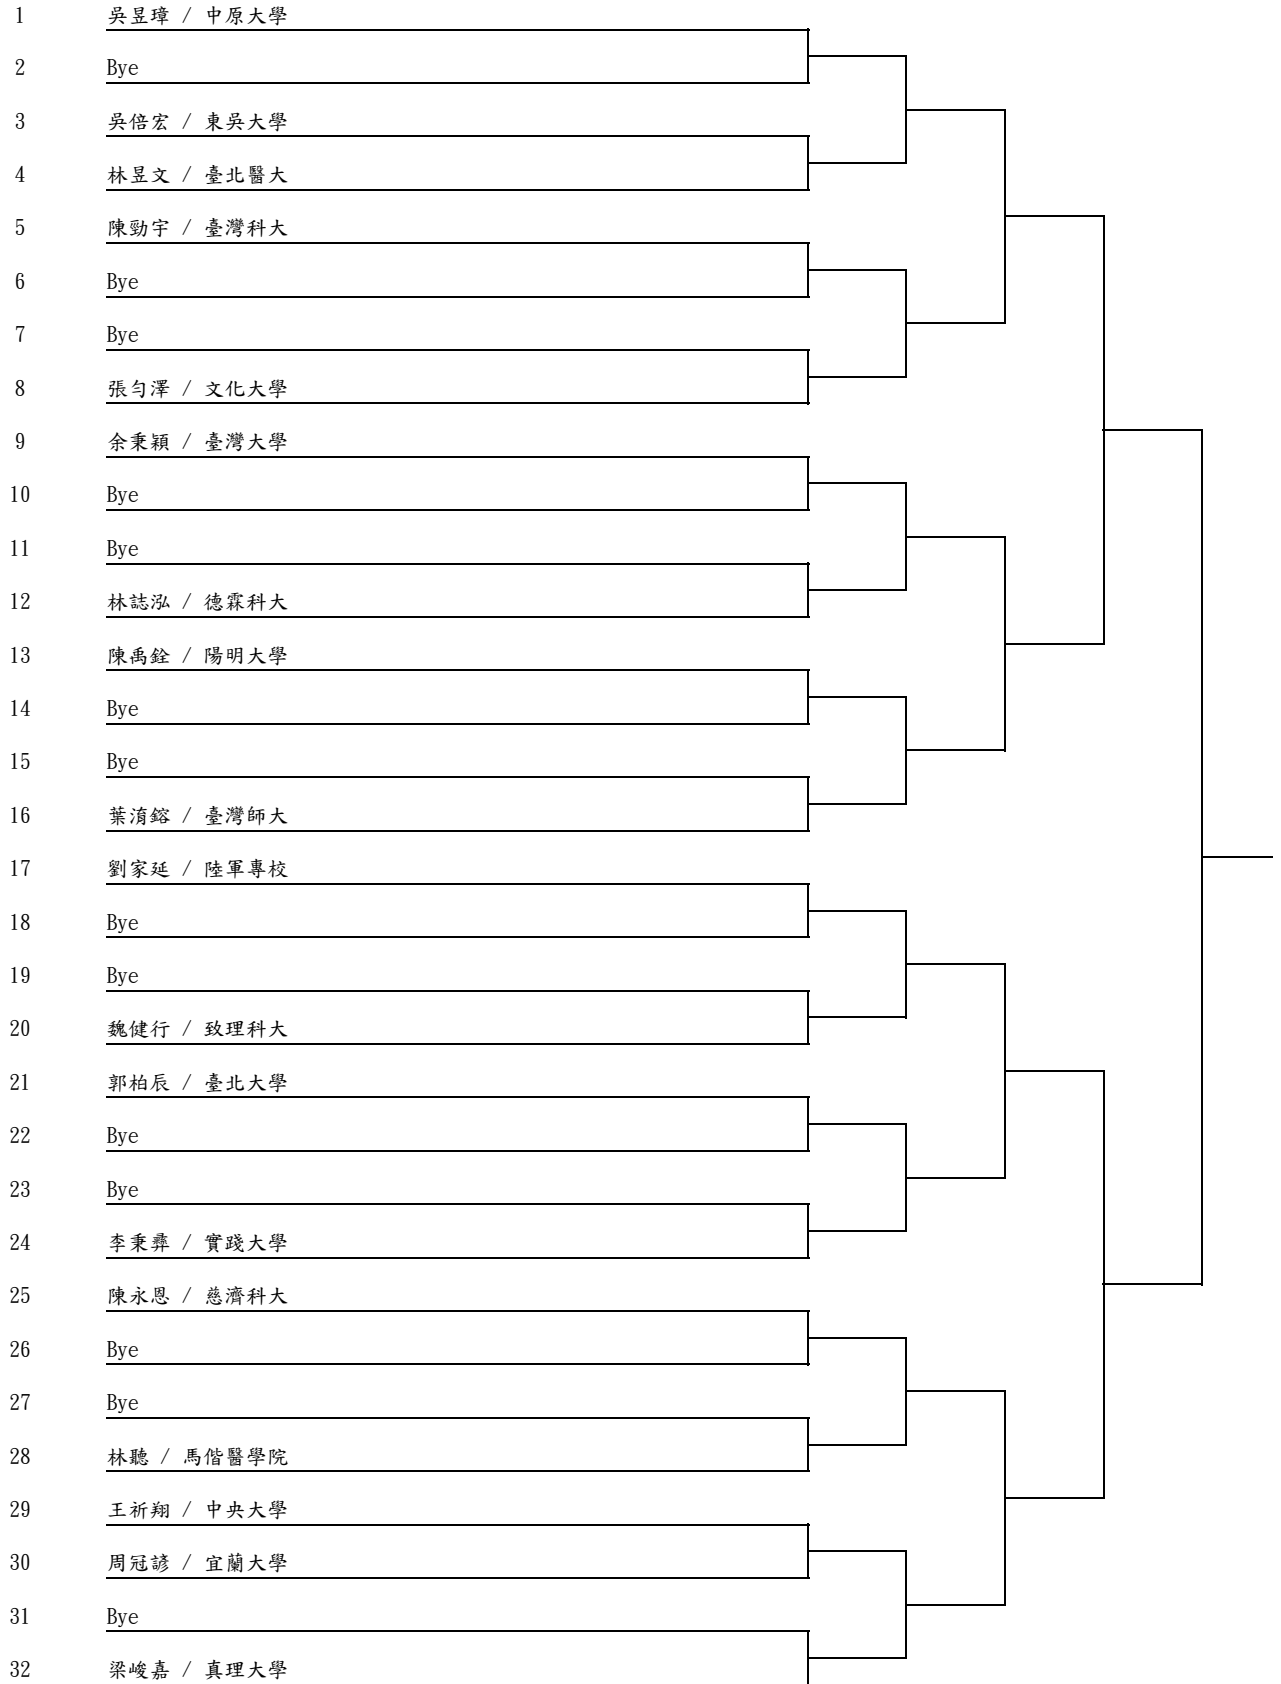 1 吳昱璋 / 中原大學
2 Bye
3 吳倍宏 / 東吳大學
4 林昱文 / 臺北醫大
5 陳勁宇 / 臺灣科大
6 Bye
7 Bye
8 張勻澤 / 文化大學
9 余秉穎 / 臺灣大學
10 Bye
11 Bye
12 林誌泓 / 德霖科大
13 陳禹銓 / 陽明大學
14 Bye
15 Bye
16 葉淯鎔 / 臺灣師大
17 劉家延 / 陸軍專校
18 Bye
19 Bye
20 魏健行 / 致理科大
21 郭柏辰 / 臺北大學
22 Bye
23 Bye
24 李秉彝 / 實踐大學
25 陳永恩 / 慈濟科大
26 Bye
27 Bye
28 林聽 / 馬偕醫學院
29 王祈翔 / 中央大學
30 周冠諺 / 宜蘭大學
31 Bye
32 梁峻嘉 / 真理大學